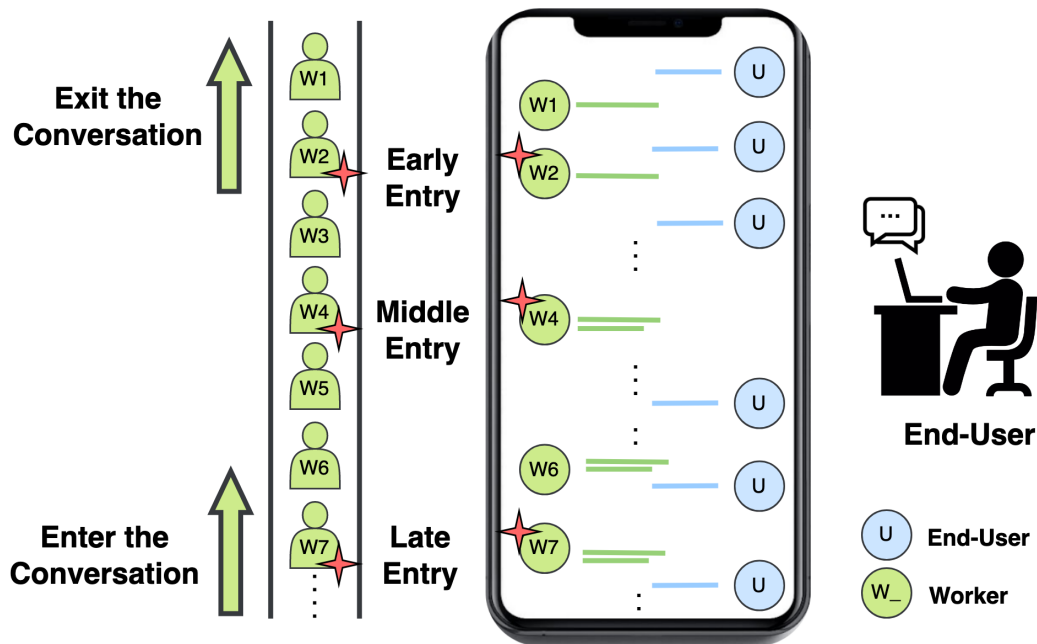 Exit the
Conversation
W1
W2
W3
W4
W5
W6
W7
Enter the
Conversation
Early
Entry
Middle
Entry
Late
Entry
U
W1
U
W2
U
W4
U
W6
U
W7
U
...
End-User
U End-User
W_ Worker